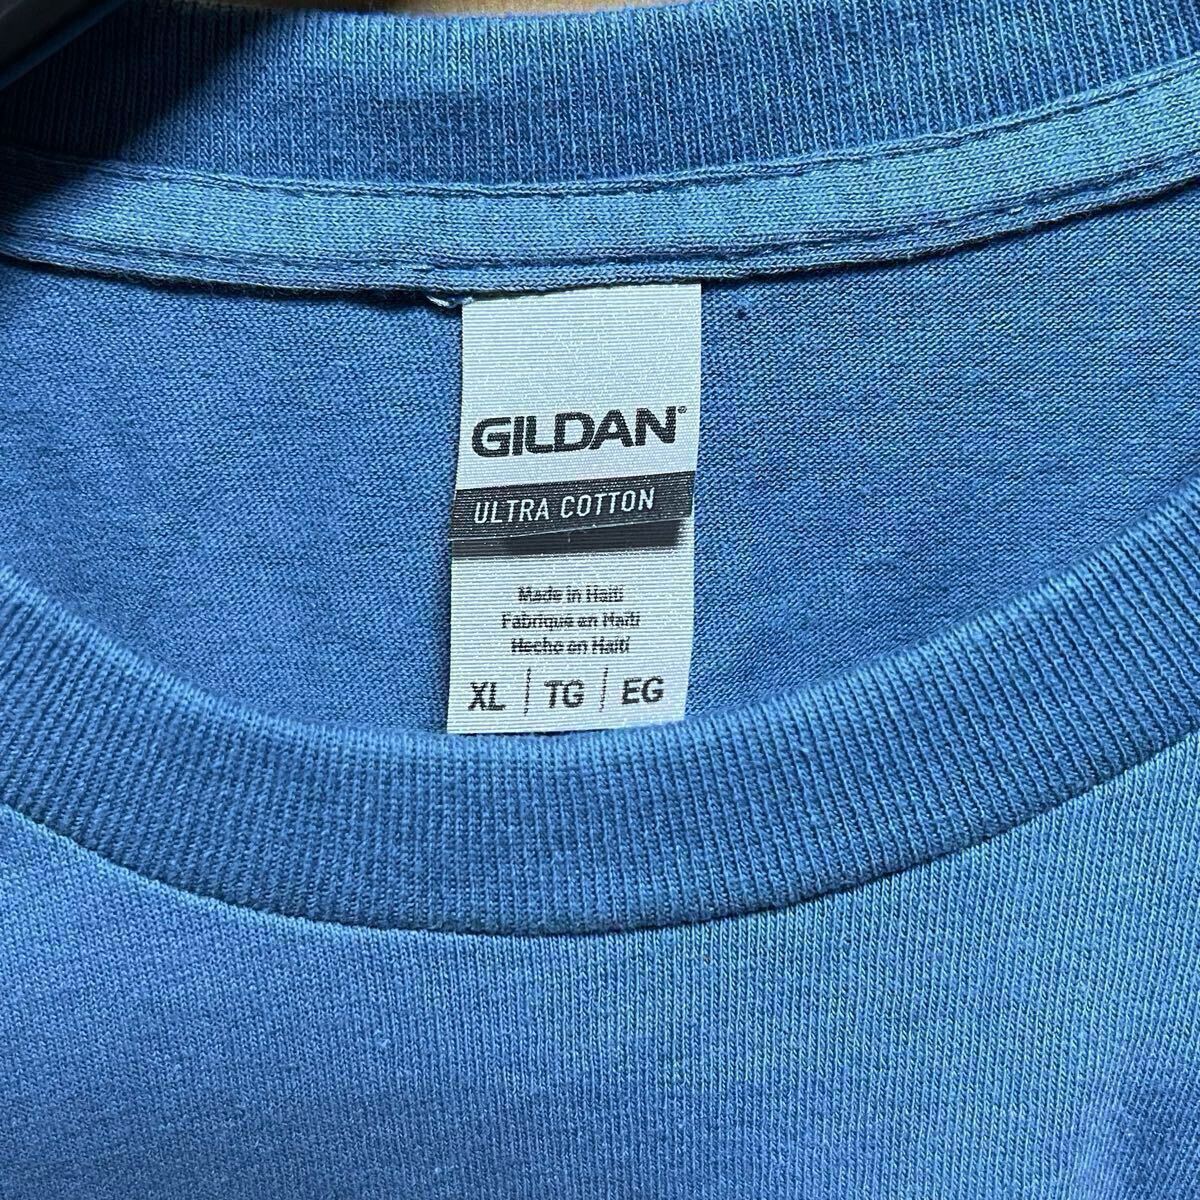 GILDAN®
ULTRA COTTON
Made in Haiti
Fabriqué en Haïti
Hecho en Haití
XL | TG | EG